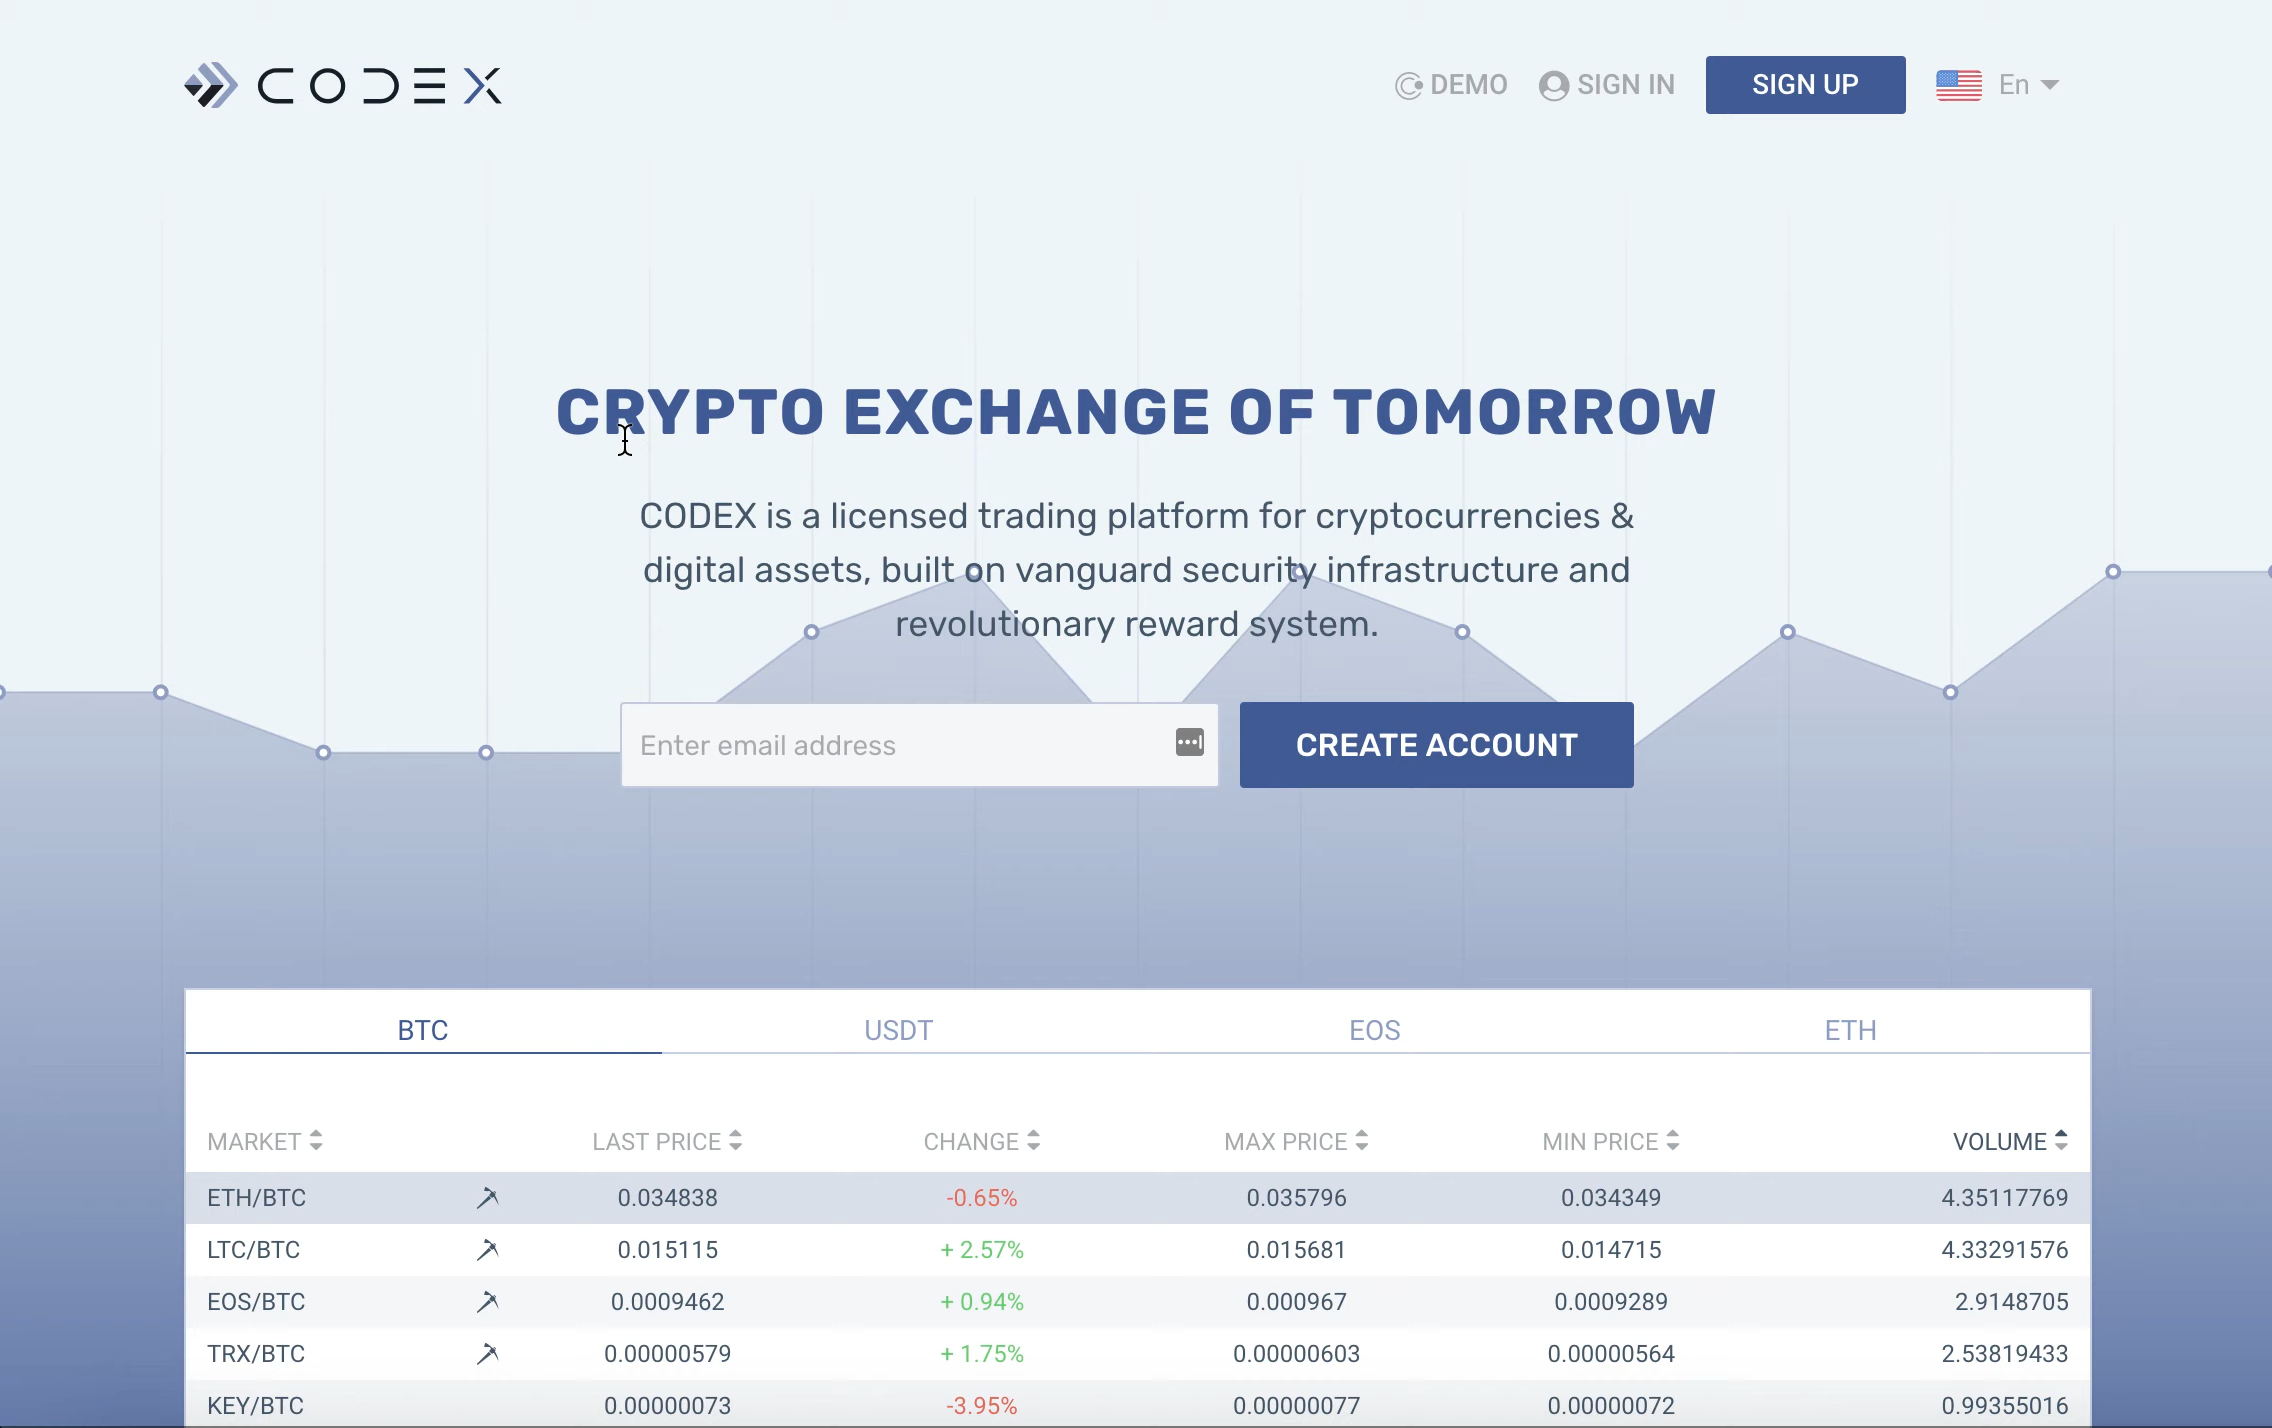 CODEX
DEMO SIGN IN SIGN UP En
CRYPTO EXCHANGE OF TOMORROW
CODEX is a licensed trading platform for cryptocurrencies &
digital assets, built on vanguard security infrastructure and
revolutionary reward system.
Enter email address CREATE ACCOUNT
BTC USDT EOS ETH
MARKET LAST PRICE CHANGE MAX PRICE MIN PRICE VOLUME
ETH/BTC 0.034838 -0.65% 0.035796 0.034349 4.35117769
LTC/BTC 0.015115 + 2.57% 0.015681 0.014715 4.33291576
EOS/BTC 0.0009462 + 0.94% 0.000967 0.0009289 2.9148705
TRX/BTC 0.00000579 + 1.75% 0.00000603 0.00000564 2.53819433
KEY/BTC 0.00000073 -3.95% 0.00000077 0.00000072 0.99355016